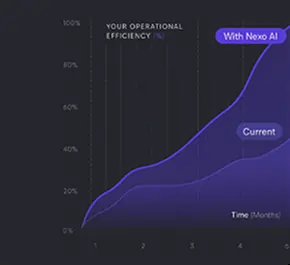 100%
YOUR OPERATIONAL
EFFICIENCY (%)
With Nexo AI
80%
60%
Current
40%
20%
Time (Months)
0%
1 2 3 4 5